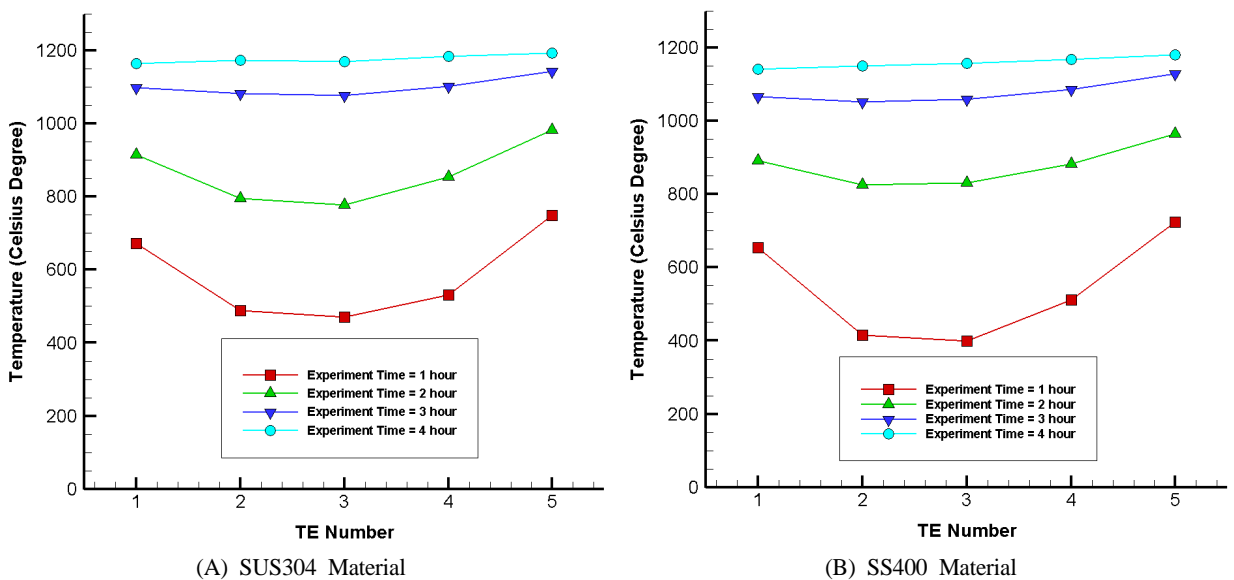 1200
1000
800
600
400
200
0
Temperature (Celsius Degree)
Experiment Time = 1 hour
Experiment Time = 2 hour
Experiment Time = 3 hour
Experiment Time = 4 hour
1 2 3 4 5
TE Number
(A) SUS304 Material
1200
1000
800
600
400
200
0
Temperature (Celsius Degree)
Experiment Time = 1 hour
Experiment Time = 2 hour
Experiment Time = 3 hour
Experiment Time = 4 hour
1 2 3 4 5
TE Number
(B) SS400 Material